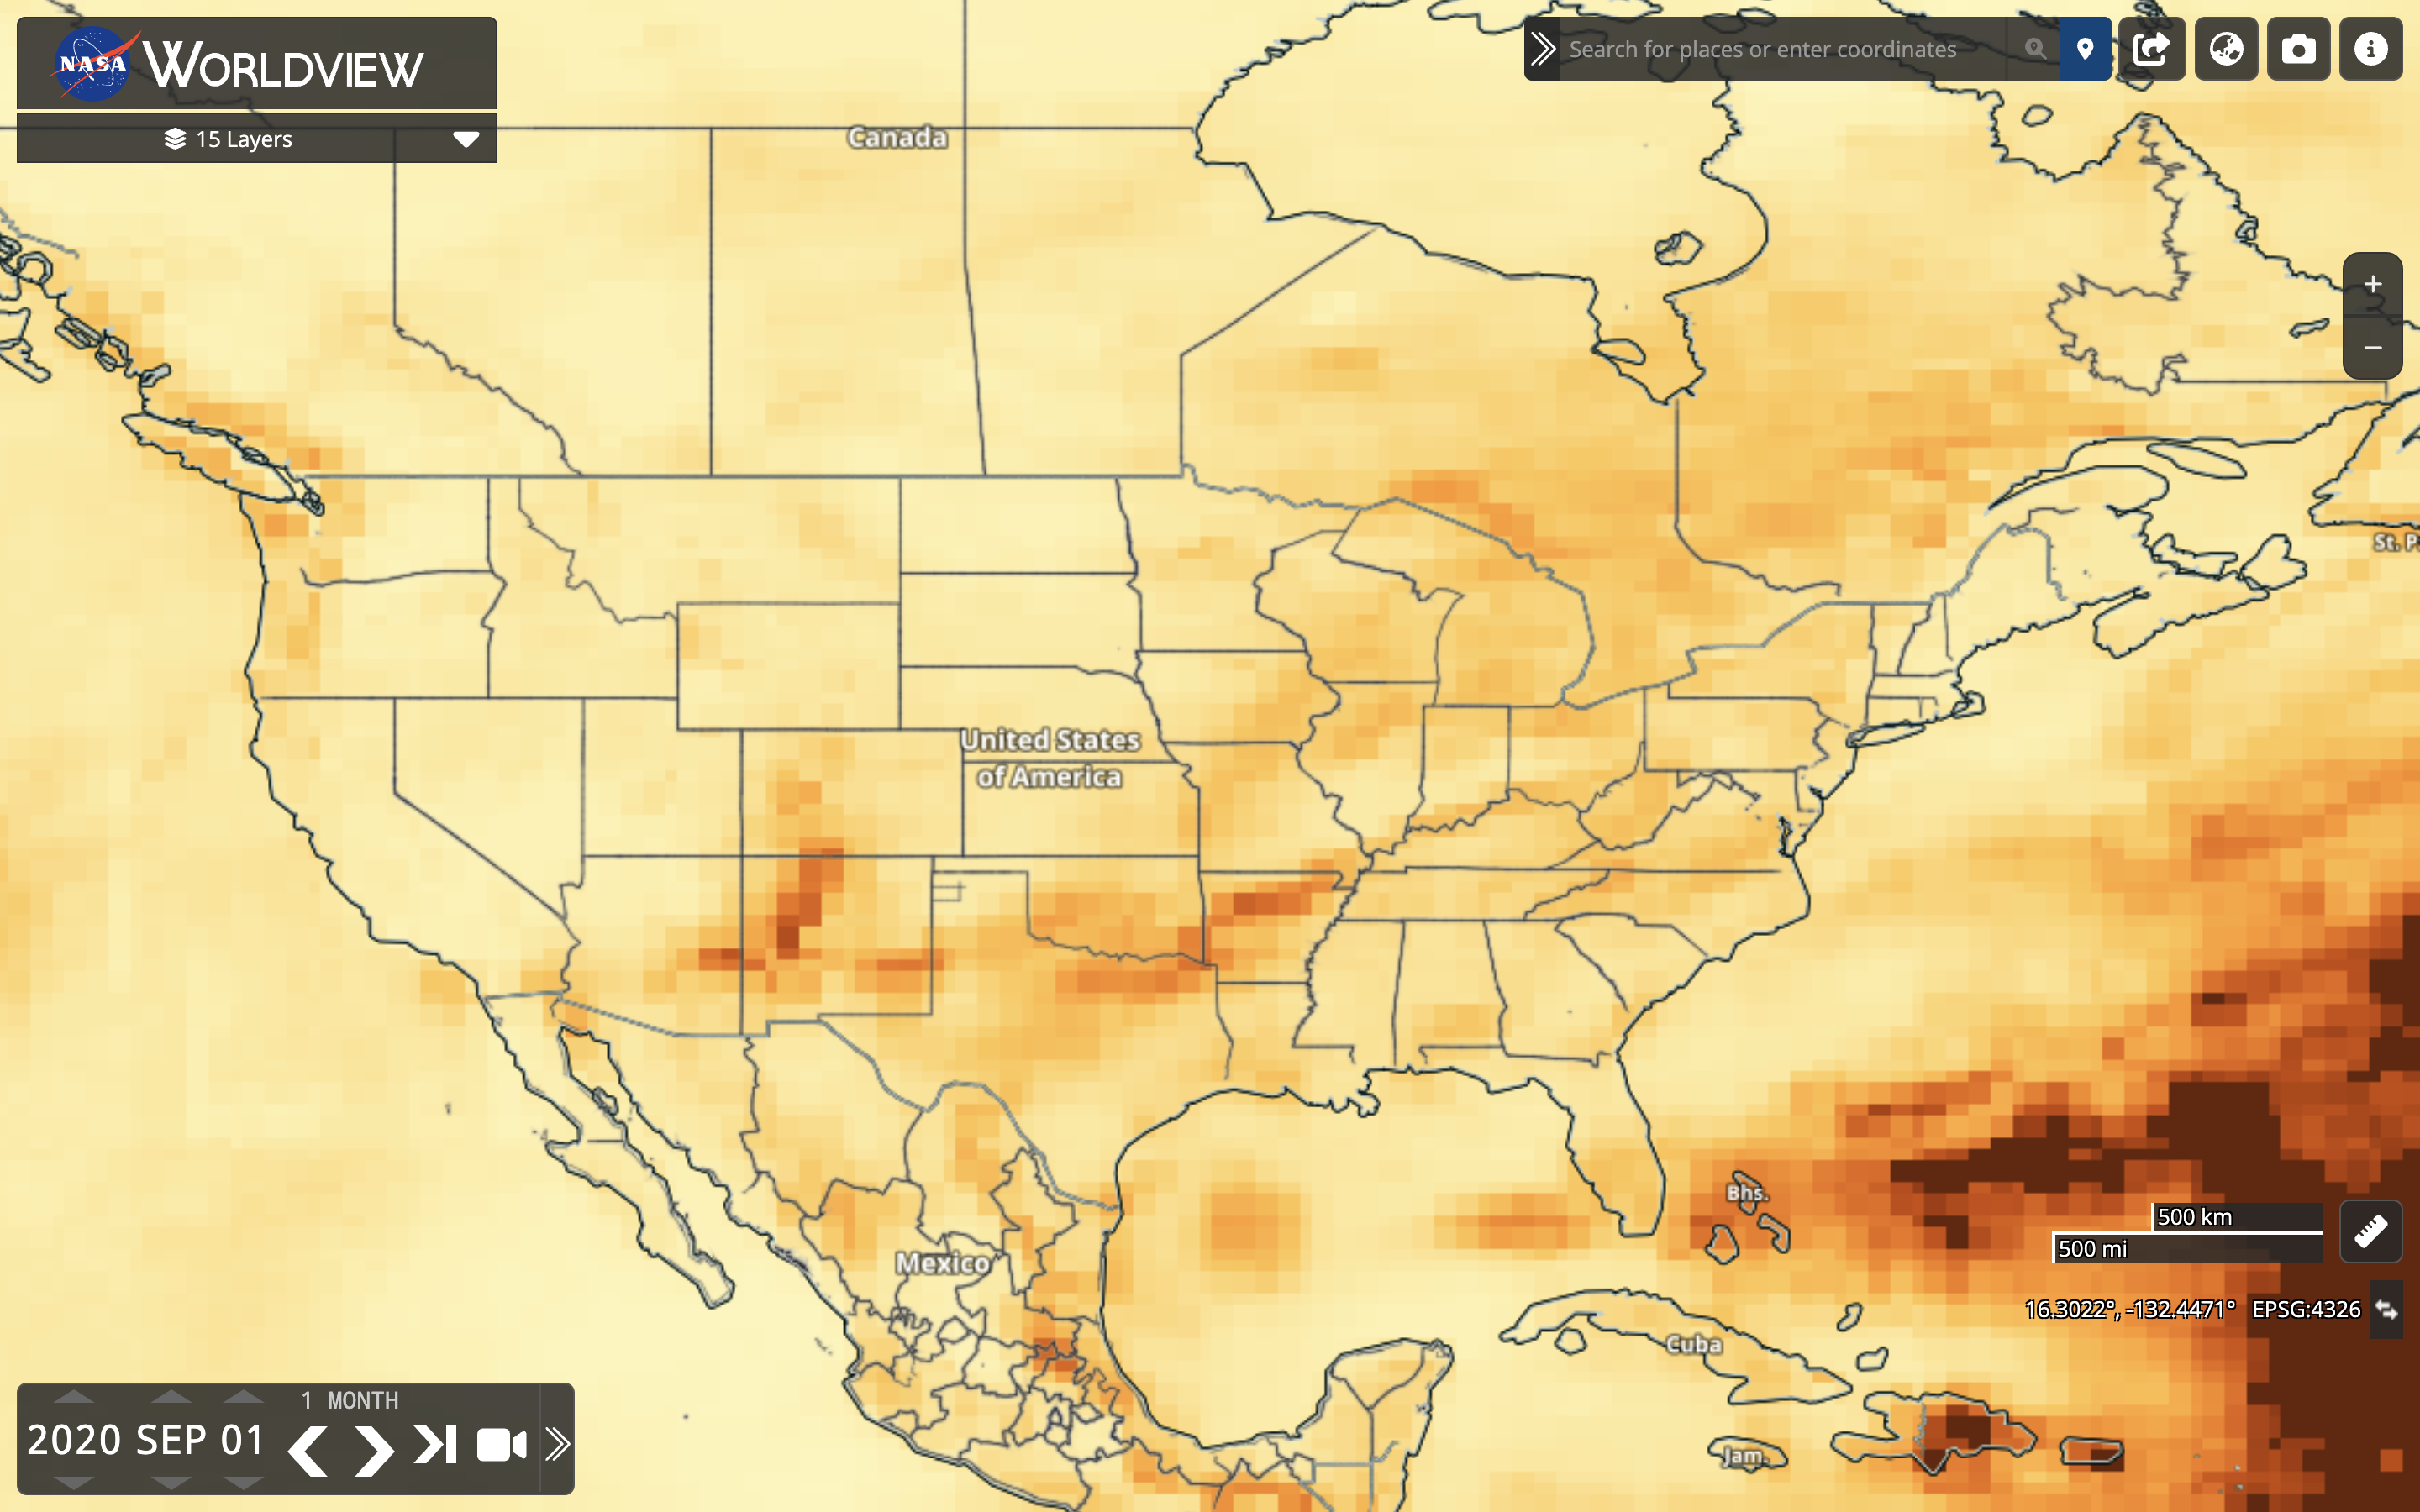 NASA WORLDVIEW
15 Layers
Search for places or enter coordinates
Canada
St. P
United States
of America
Bhs.
Mexico
Cuba
Jam.
500 km
500 mi
16.3022°, -132.4471° EPSG:4326
1 MONTH
2020 SEP 01